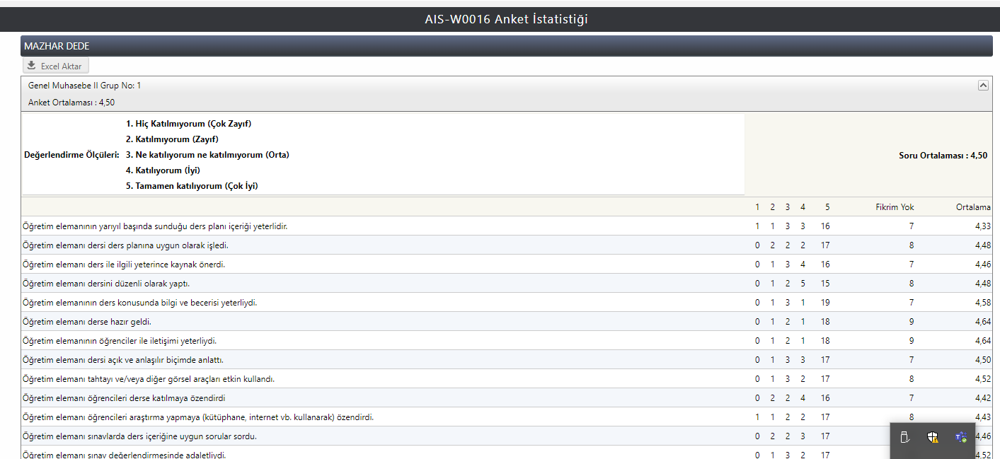 AIS-W0016 Anket İstatistiği
MAZHAR DEDE
Excel Aktar
Genel Muhasebe II Grup No: 1
Anket Ortalaması : 4,50
Değerlendirme Ölçüleri:
1. Hiç Katılmıyorum (Çok Zayıf)
2. Katılmıyorum (Zayıf)
3. Ne katılıyorum ne katılmıyorum (Orta)
4. Katılıyorum (İyi)
5. Tamamen katılıyorum (Çok İyi)
Soru Ortalaması : 4,50
1 2 3 4 5 Fikrim Yok Ortalama
Öğretim elemanının yarıyıl başında sunduğu ders planı içeriği yeterlidir. 1 1 3 3 16 7 4,33
Öğretim elemanı dersi ders planına uygun olarak işledi. 0 2 2 2 17 8 4,48
Öğretim elemanı ders ile ilgili yeterince kaynak önerdi. 0 1 3 4 16 7 4,46
Öğretim elemanı dersini düzenli olarak yaptı. 0 1 2 5 15 8 4,48
Öğretim elemanının ders konusunda bilgi ve becerisi yeterliydi. 0 1 3 1 19 7 4,58
Öğretim elemanı derse hazır geldi. 0 1 2 1 18 9 4,64
Öğretim elemanının öğrenciler ile iletişimi yeterliydi. 0 1 2 1 18 9 4,64
Öğretim elemanı dersi açık ve anlaşılır biçimde anlattı. 0 1 3 3 17 7 4,50
Öğretim elemanı tahtayı ve/veya diğer görsel araçları etkin kullandı. 0 1 3 2 17 8 4,52
Öğretim elemanı öğrencileri derse katılmaya özendirdi 0 2 2 4 16 7 4,42
Öğretim elemanı öğrencileri araştırma yapmaya (kütüphane, internet vb. kullanarak) özendirdi. 1 1 2 2 17 8 4,43
Öğretim elemanı sınavlarda ders içeriğine uygun sorular sordu. 0 2 2 3 17 4,46
Öğretim elemanı sınav değerlendirmesinde adaletliydi. 0 1 3 2 17 4,52